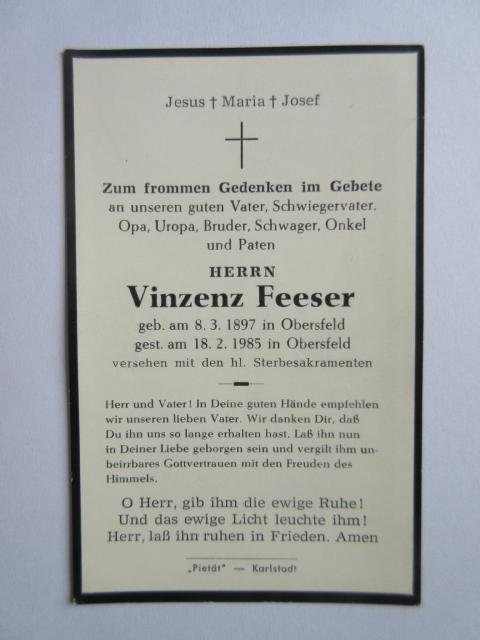 Jesus † Maria † Josef
Zum frommen Gedenken im Gebete
an unseren guten Vater, Schwiegervater,
Opa, Uropa, Bruder, Schwager, Onkel
und Paten
HERRN
Vinzenz Feeser
geb. am 8. 3. 1897 in Obersfeld
gest. am 18. 2. 1985 in Obersfeld
versehen mit den hl. Sterbesakramenten
Herr und Vater! In Deine guten Hände empfehlen
wir unseren lieben Vater. Wir danken Dir, daß
Du ihn uns so lange erhalten hast. Laß ihn nun
in Deiner Liebe geborgen sein und vergilt ihm un-
beirrbares Gottvertrauen mit den Freuden des
Himmels.
O Herr, gib ihm die ewige Ruhe!
Und das ewige Licht leuchte ihm!
Herr, laß ihn ruhen in Frieden. Amen
„Pietät" — Karlstadt